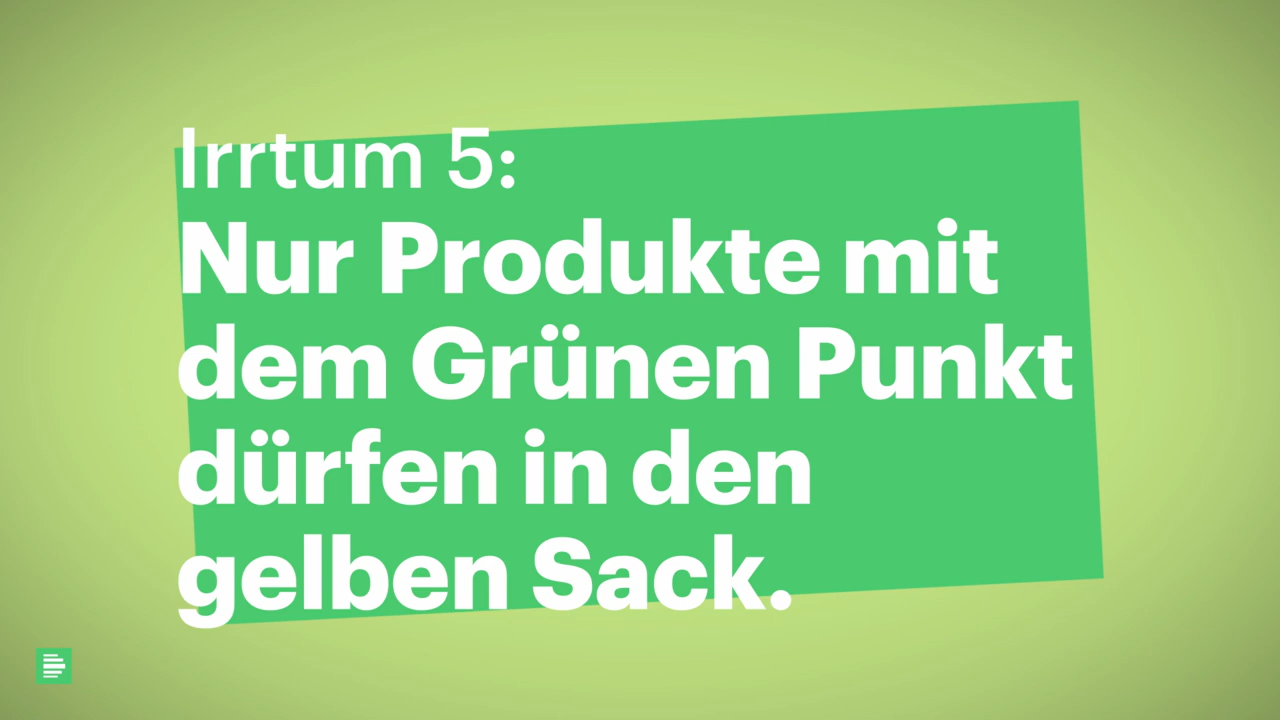 Irrtum 5:
Nur Produkte mit
dem Grünen Punkt
dürfen in den
gelben Sack.